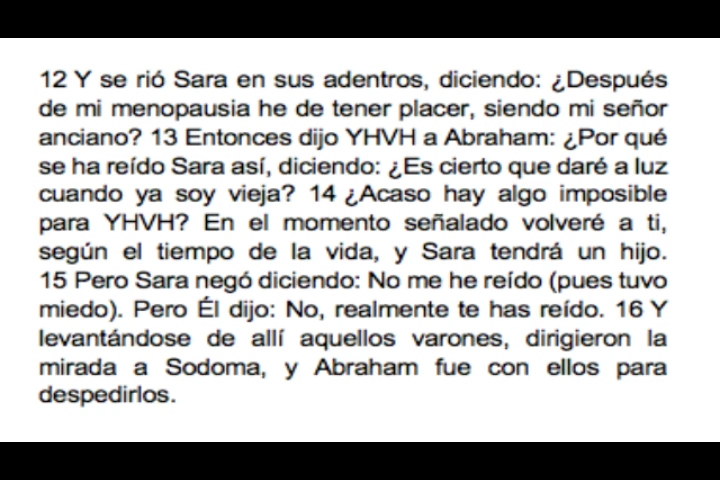 12 Y se rió Sara en sus adentros, diciendo: ¿Después
de mi menopausia he de tener placer, siendo mi señor
anciano? 13 Entonces dijo YHVH a Abraham: ¿Por qué
se ha reído Sara así, diciendo: ¿Es cierto que daré a luz
cuando ya soy vieja? 14 ¿Acaso hay algo imposible
para YHVH? En el momento señalado volveré a ti,
según el tiempo de la vida, y Sara tendrá un hijo.
15 Pero Sara negó diciendo: No me he reído (pues tuvo
miedo). Pero Él dijo: No, realmente te has reído. 16 Y
levantándose de allí aquellos varones, dirigieron la
mirada a Sodoma, y Abraham fue con ellos para
despedirlos.